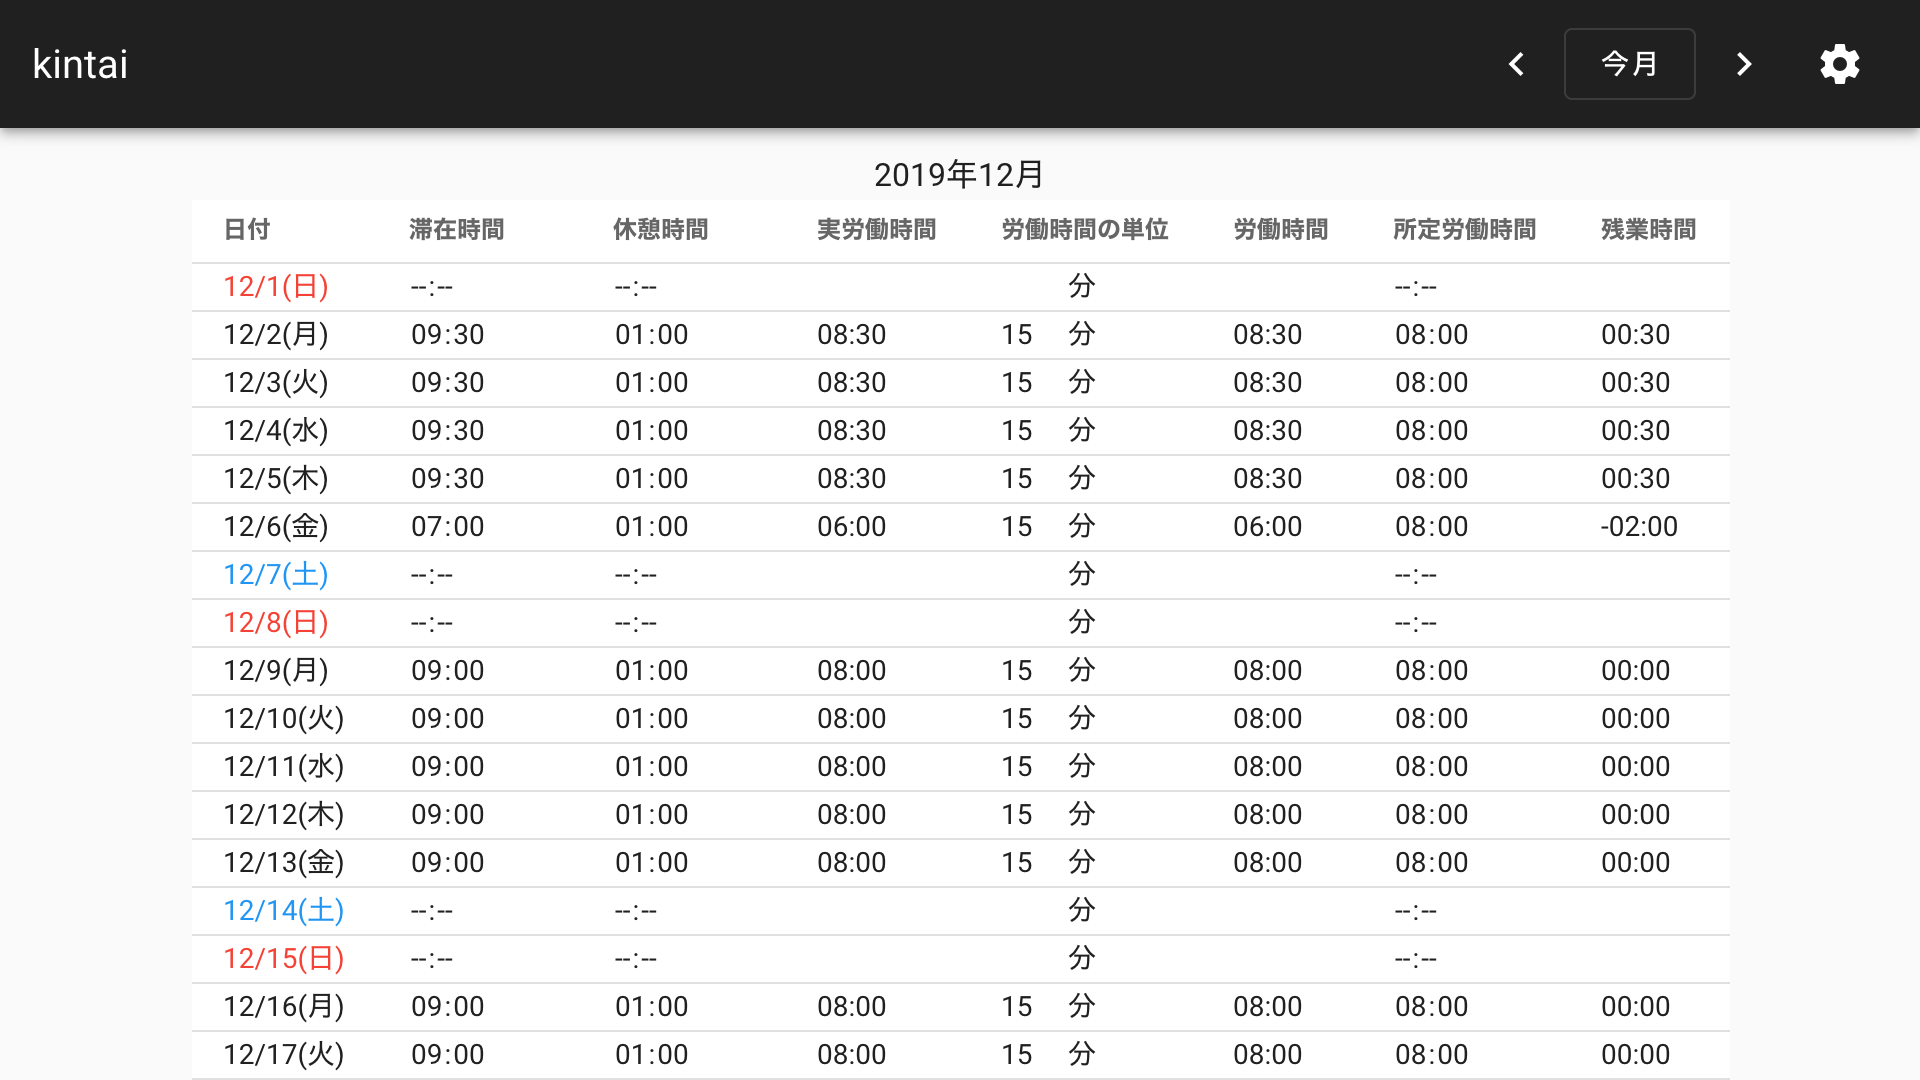 kintai 今月
2019年12月
日付 滞在時間 休憩時間 実労働時間 労働時間の単位 労働時間 所定労働時間 残業時間
12/1(日) --:-- --:-- 分 --:--
12/2(月) 09:30 01:00 08:30 15 分 08:30 08:00 00:30
12/3(火) 09:30 01:00 08:30 15 分 08:30 08:00 00:30
12/4(水) 09:30 01:00 08:30 15 分 08:30 08:00 00:30
12/5(木) 09:30 01:00 08:30 15 分 08:30 08:00 00:30
12/6(金) 07:00 01:00 06:00 15 分 06:00 08:00 -02:00
12/7(土) --:-- --:-- 分 --:--
12/8(日) --:-- --:-- 分 --:--
12/9(月) 09:00 01:00 08:00 15 分 08:00 08:00 00:00
12/10(火) 09:00 01:00 08:00 15 分 08:00 08:00 00:00
12/11(水) 09:00 01:00 08:00 15 分 08:00 08:00 00:00
12/12(木) 09:00 01:00 08:00 15 分 08:00 08:00 00:00
12/13(金) 09:00 01:00 08:00 15 分 08:00 08:00 00:00
12/14(土) --:-- --:-- 分 --:--
12/15(日) --:-- --:-- 分 --:--
12/16(月) 09:00 01:00 08:00 15 分 08:00 08:00 00:00
12/17(火) 09:00 01:00 08:00 15 分 08:00 08:00 00:00